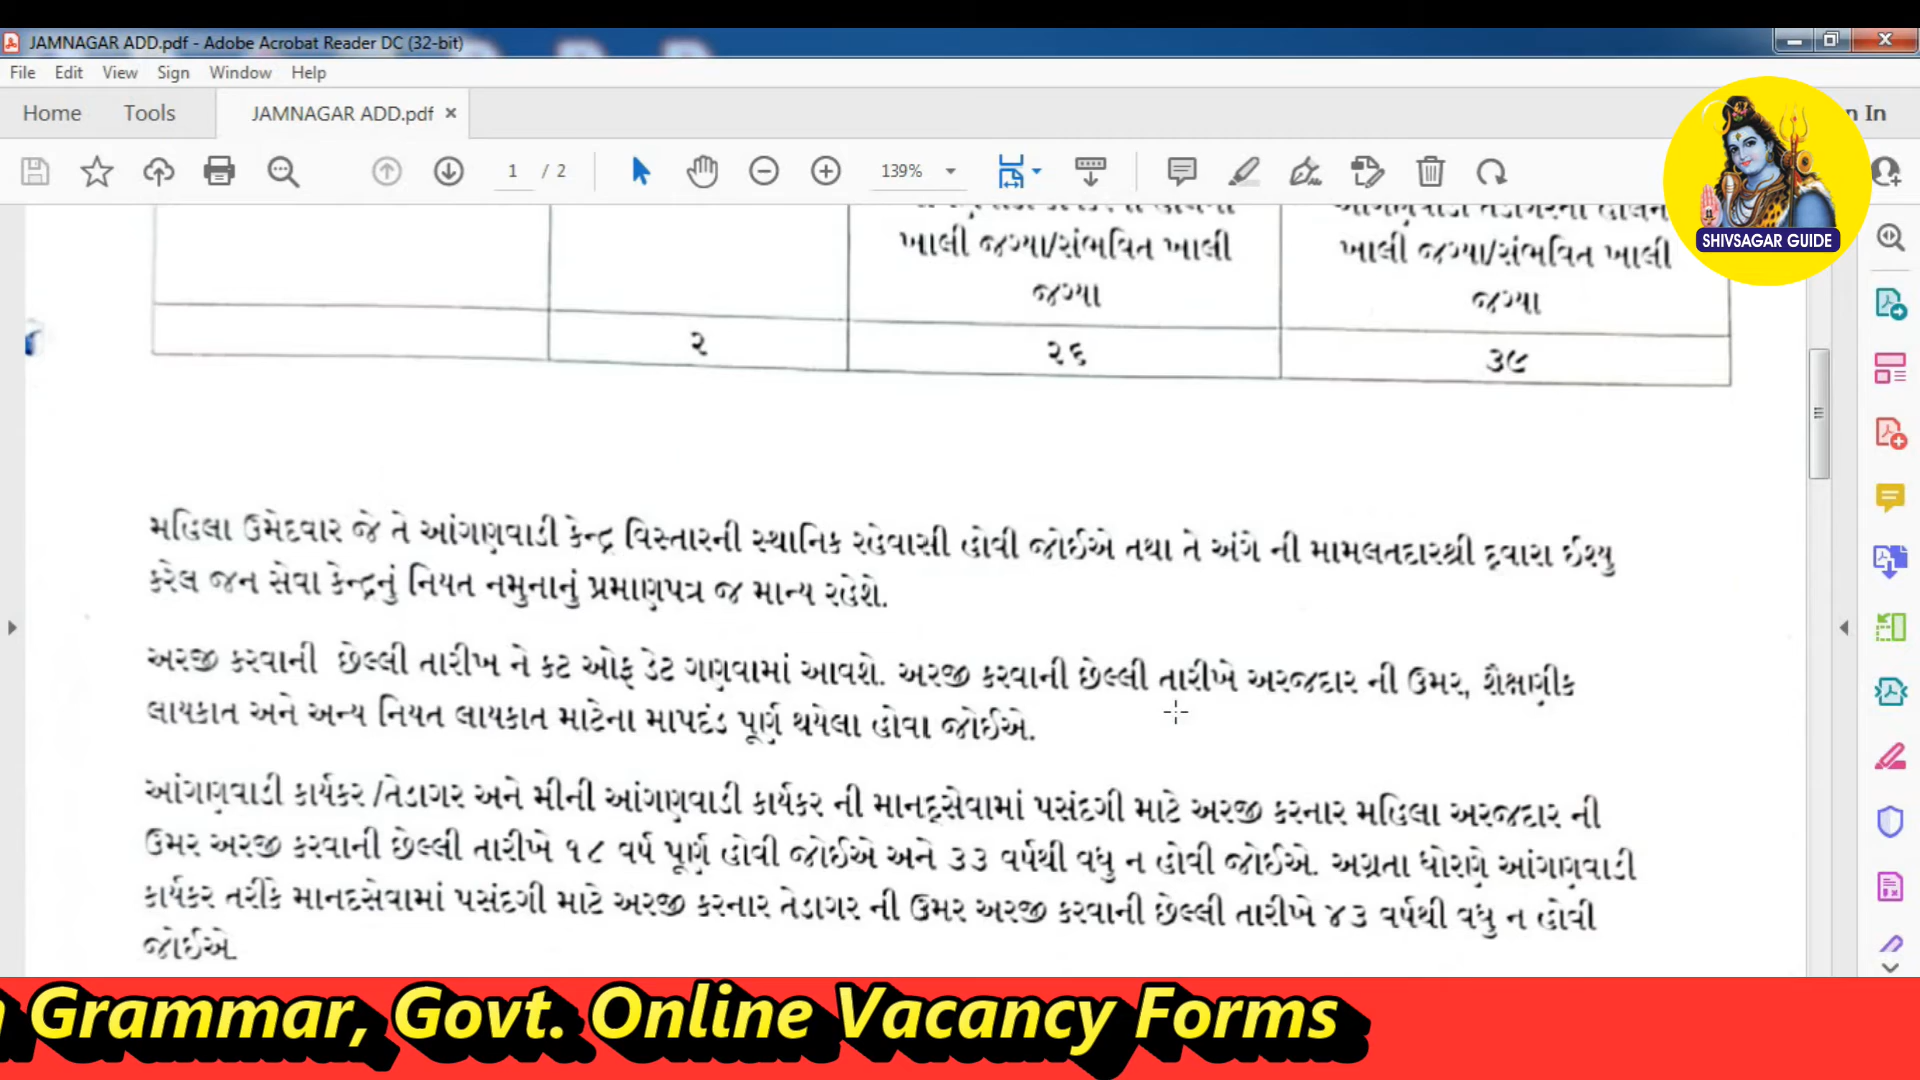 JAMNAGAR ADD.pdf - Adobe Acrobat Reader DC (32-bit)
File Edit View Sign Window Help
Home Tools JAMNAGAR ADD.pdf × In
1 / 2 139%
SHIVSAGAR GUIDE
ખાલી જગ્યા/સંભવિત ખાલી ખાલી જગ્યા/સંભવિત ખાલી
જગ્યા જગ્યા
૨ ૨૬ ૩૯
મહિલા ઉમેદવાર જે તે આંગણવાડી કેન્દ્ર વિસ્તારની સ્થાનિક રહેવાસી હોવી જોઈએ તથા તે અંગે ની મામલતદારશ્રી દ્વારા ઈશ્યુ
કરેલ જન સેવા કેન્દ્રનું નિયત નમુનાનું પ્રમાણપત્ર જ માન્ય રહેશે.
અરજી કરવાની છેલ્લી તારીખ ને કટ ઓફ ડેટ ગણવામાં આવશે. અરજી કરવાની છેલ્લી તારીખે અરજદાર ની ઉમર, શૈક્ષણીક
લાયકાત અને અન્ય નિયત લાયકાત માટેના માપદંડ પૂર્ણ થયેલા હોવા જોઈએ.
આંગણવાડી કાર્યકર /તેડાગર અને મીની આંગણવાડી કાર્યકર ની માનદ્સેવામાં પસંદગી માટે અરજી કરનાર મહિલા અરજદાર ની
ઉમર અરજી કરવાની છેલ્લી તારીખે ૧૮ વર્ષ પૂર્ણ હોવી જોઈએ અને ૩૩ વર્ષથી વધુ ન હોવી જોઈએ. અગ્રતા ધોરણે આંગણવાડી
કાર્યકર તરીકે માનદસેવામાં પસંદગી માટે અરજી કરનાર તેડાગર ની ઉમર અરજી કરવાની છેલ્લી તારીખે ૪૩ વર્ષથી વધુ ન હોવી
જોઈએ.
Grammar, Govt. Online Vacancy Forms